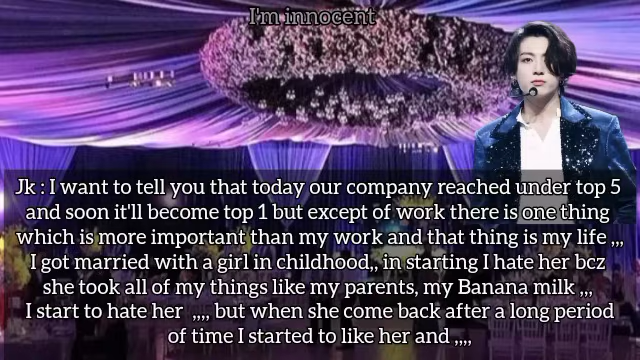 I'm innocent
Jk : I want to tell you that today our company reached under top 5
and soon it'll become top 1 but except of work there is one thing
which is more important than my work and that thing is my life ,,,
I got married with a girl in childhood,, in starting I hate her bcz
she took all of my things like my parents, my Banana milk ,,,
I start to hate her ,,,, but when she come back after a long period
of time I started to like her and ,,,,